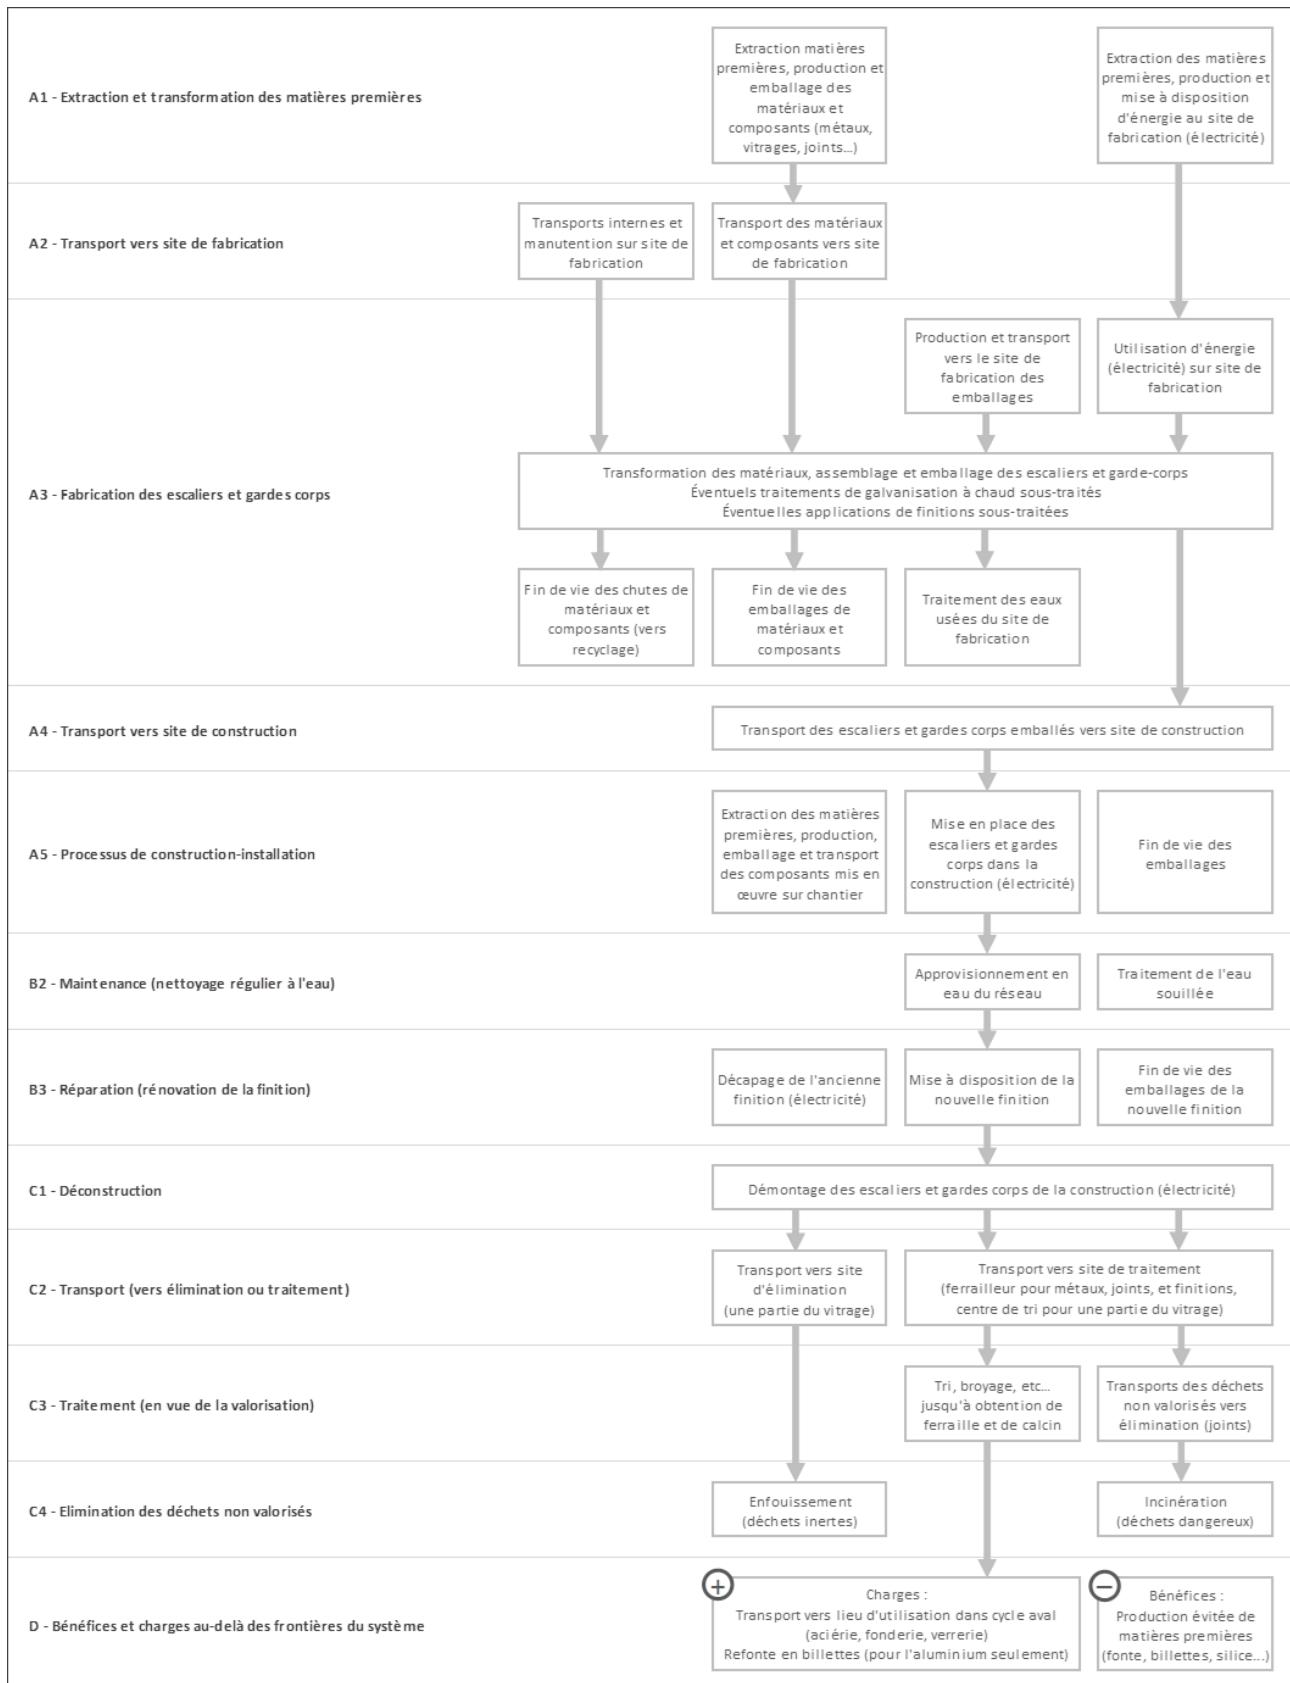 A1 - Extraction et transformation des matières premières
Extraction matières
premières, production et
emballage des
matériaux et
composants (métaux,
vitrages, joints...)
Extraction des matières
premières, production et
mise à disposition
d'énergie au site de
fabrication (électricité)
A2 - Transport vers site de fabrication
Transports internes et
manutention sur site de
fabrication
Transport des matériaux
et composants vers site
de fabrication
A3 - Fabrication des escaliers et gardes corps
Production et transport
vers le site de
fabrication des
emballages
Utilisation d'énergie
(électricité) sur site de
fabrication
Transformation des matériaux, assemblage et emballage des escaliers et garde-corps
Éventuels traitements de galvanisation à chaud sous-traités
Éventuelles applications de finitions sous-traitées
Fin de vie des chutes de
matériaux et
composants (vers
recyclage)
Fin de vie des
emballages de
matériaux et
composants
Traitement des eaux
usées du site de
fabrication
A4 - Transport vers site de construction
Transport des escaliers et gardes corps emballés vers site de construction
A5 - Processus de construction-installation
Extraction des matières
premières, production,
emballage et transport
des composants mis en
œuvre sur chantier
Mise en place des
escaliers et gardes
corps dans la
construction (électricité)
Fin de vie des
emballages
B2 - Maintenance (nettoyage régulier à l'eau)
Approvisionnement en
eau du réseau
Traitement de l'eau
souillée
B3 - Réparation (rénovation de la finition)
Décapage de l'ancienne
finition (électricité)
Mise à disposition de la
nouvelle finition
Fin de vie des
emballages de la
nouvelle finition
C1 - Déconstruction
Démontage des escaliers et gardes corps de la construction (électricité)
C2 - Transport (vers élimination ou traitement)
Transport vers site
d'élimination
(une partie du vitrage)
Transport vers site de traitement
(ferrailleur pour métaux, joints, et finitions,
centre de tri pour une partie du vitrage)
C3 - Traitement (en vue de la valorisation)
Tri, broyage, etc...
jusqu'à obtention de
ferraille et de calcin
Transports des déchets
non valorisés vers
élimination (joints)
C4 - Elimination des déchets non valorisés
Enfouissement
(déchets inertes)
Incinération
(déchets dangereux)
D - Bénéfices et charges au-delà des frontières du système
+
Charges :
Transport vers lieu d'utilisation dans cycle aval
(aciérie, fonderie, verrerie)
Refonte en billettes (pour l'aluminium seulement)
−
Bénéfices :
Production évitée de
matières premières
(fonte, billettes, silice...)